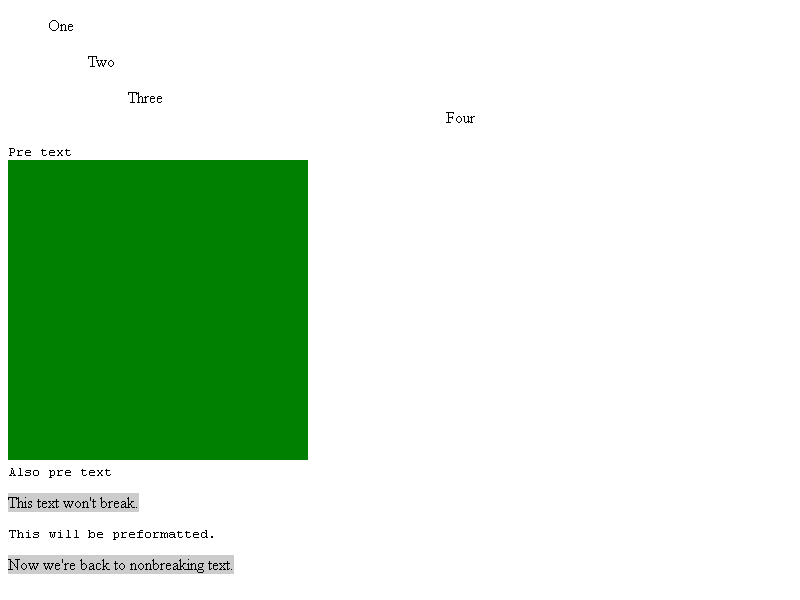 One
Two
Three
Four
Pre text
Also pre text
This text won't break.
This will be preformatted.
Now we're back to nonbreaking text.